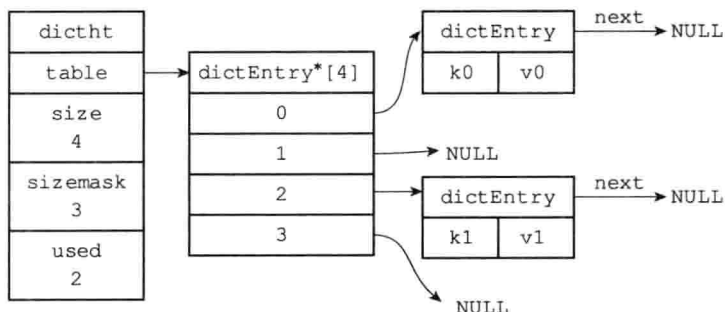 dictht
table
size
4
sizemask
3
used
2
dictEntry*[4]
0
1
2
3
dictEntry
k0 v0
next
NULL
NULL
dictEntry
k1 v1
next
NULL
NULL